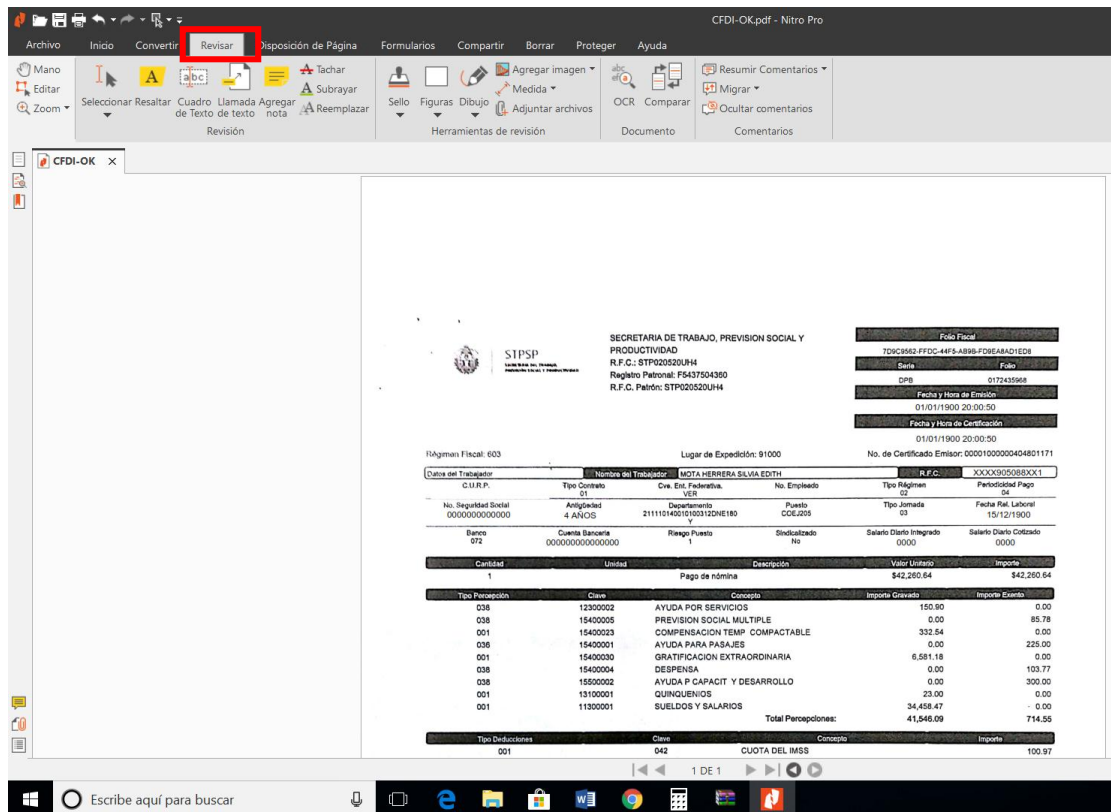 CFDI-OK.pdf - Nitro Pro
Archivo Inicio Convertir Revisar Disposición de Página Formularios Compartir Borrar Proteger Ayuda
Mano
Editar
Zoom
Seleccionar Resaltar Cuadro de Texto Llamada de texto Agregar nota
Tachar
Subrayar
Reemplazar
Revisión
Sello Figuras Dibujo
Agregar imagen
Medida
Adjuntar archivos
Herramientas de revisión
OCR Comparar
Documento
Resumir Comentarios
Migrar
Ocultar comentarios
Comentarios
CFDI-OK
STPSP
SECRETARIA DE TRABAJO, PREVISION SOCIAL Y
PRODUCTIVIDAD
R.F.C.: STP020520UH4
Registro Patronal: F5437504360
R.F.C. Patrón: STP020520UH4
Folio Fiscal
7D9C9562-FFDC-44F5-AB9B-FD9EA8AD1ED8
Serie Folio
DPB 0172435968
Fecha y Hora de Emisión
01/01/1900 20:00:50
Fecha y Hora de Certificación
01/01/1900 20:00:50
Régimen Fiscal: 603 Lugar de Expedición: 91000 No. de Certificado Emisor: 00001000000404801171
Datos del Trabajador Nombre del Trabajador MOTA HERRERA SILVIA EDITH R.F.C. XXXX905088XX1
C.U.R.P. Tipo Contrato Cve. Ent. Federativa. No. Empleado Tipo Régimen Periodicidad Pago
01 VER 02 04
No. Seguridad Social Antigüedad Departamento Puesto Tipo Jornada Fecha Rel. Laboral
0000000000000 4 AÑOS 211110140010100312DNE180 COEJ205 03 15/12/1900
Y
Banco Cuenta Bancaria Riesgo Puesto Sindicalizado Salario Diario Integrado Salario Diario Cotizado
072 00000000000000 1 No 0000 0000
Cantidad Unidad Descripción Valor Unitario Importe
1 Pago de nómina $42,260.64 $42,260.64
Tipo Percepción Clave Concepto Importe Gravado Importe Exento
038 12300002 AYUDA POR SERVICIOS 150.90 0.00
038 15400005 PREVISION SOCIAL MULTIPLE 0.00 85.78
001 15400023 COMPENSACION TEMP COMPACTABLE 332.54 0.00
036 15400001 AYUDA PARA PASAJES 0.00 225.00
001 15400030 GRATIFICACION EXTRAORDINARIA 6,581.18 0.00
038 15400004 DESPENSA 0.00 103.77
038 15500002 AYUDA P CAPACIT Y DESARROLLO 0.00 300.00
001 13100001 QUINQUENIOS 23.00 0.00
001 11300001 SUELDOS Y SALARIOS 34,458.47 - 0.00
Total Percepciones: 41,546.09 714.55
Tipo Deducciones Clave Concepto Importe
001 042 CUOTA DEL IMSS 100.97
1 DE 1
Escribe aquí para buscar